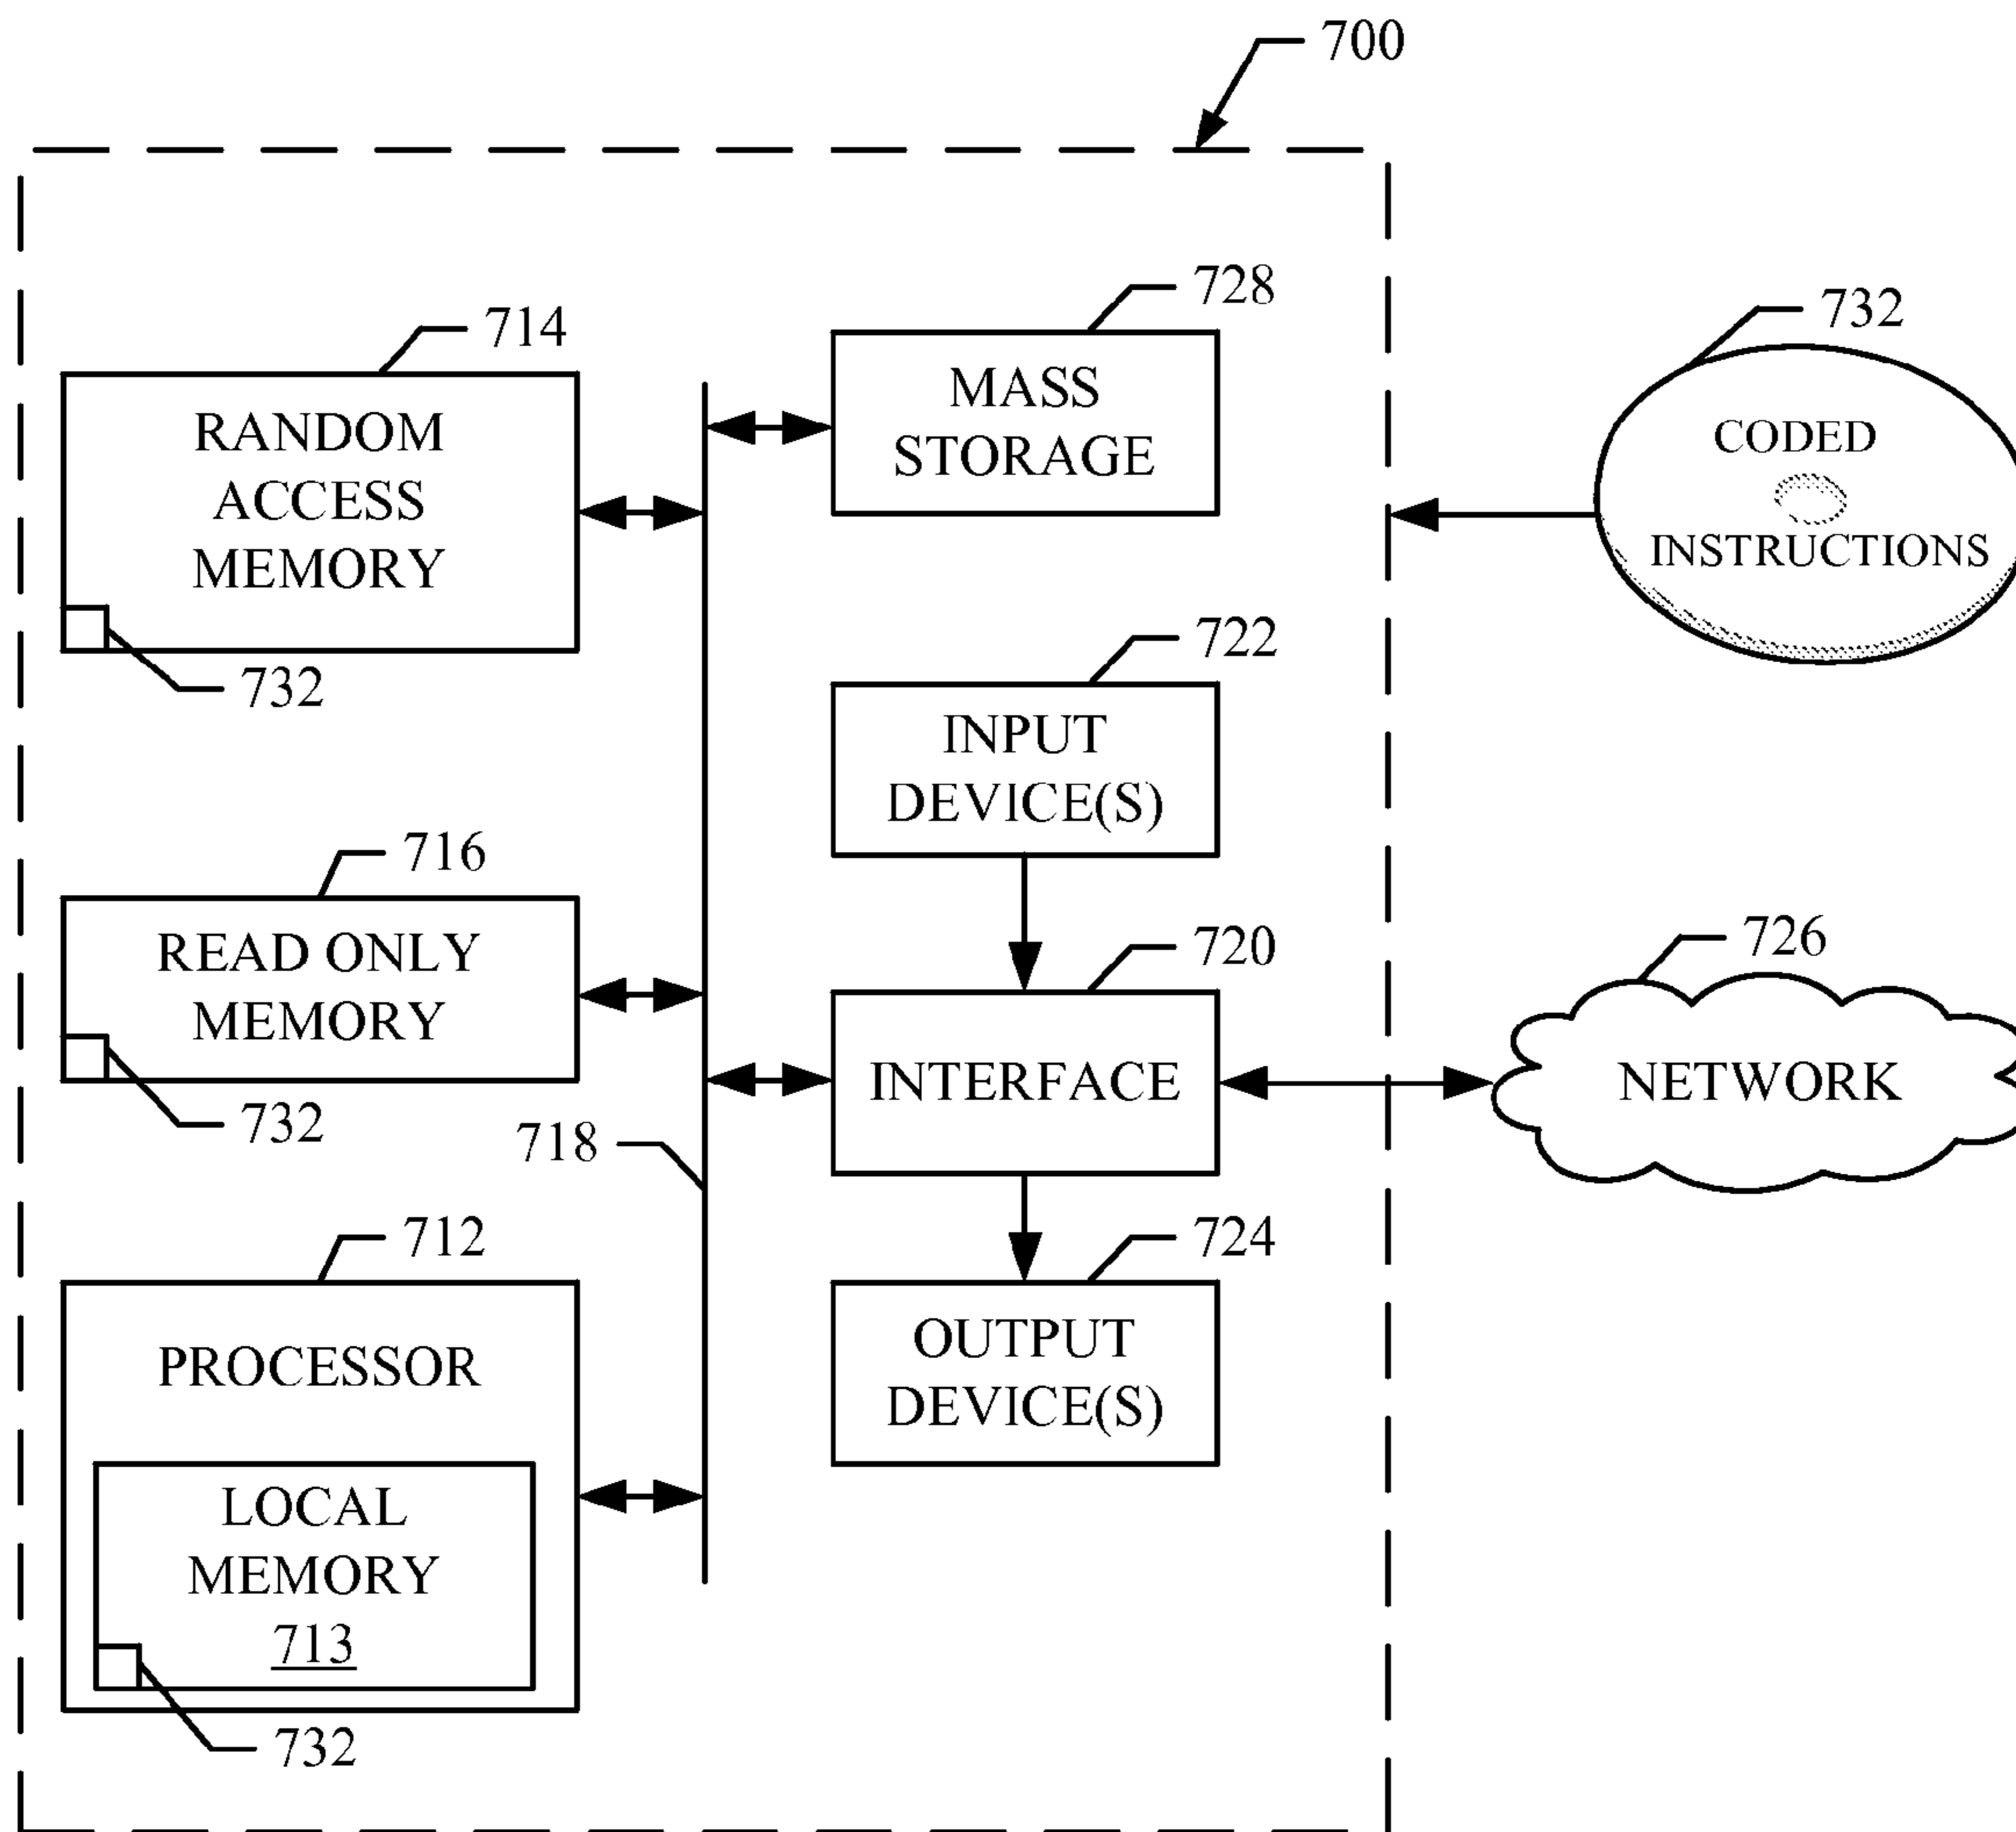 700
728
714
732
MASS
STORAGE
RANDOM
ACCESS
MEMORY
CODED
INSTRUCTIONS
722
732
INPUT
DEVICE(S)
716
READ ONLY
MEMORY
720
726
INTERFACE
NETWORK
732
718
712
724
PROCESSOR
OUTPUT
DEVICE(S)
LOCAL
MEMORY
713
732